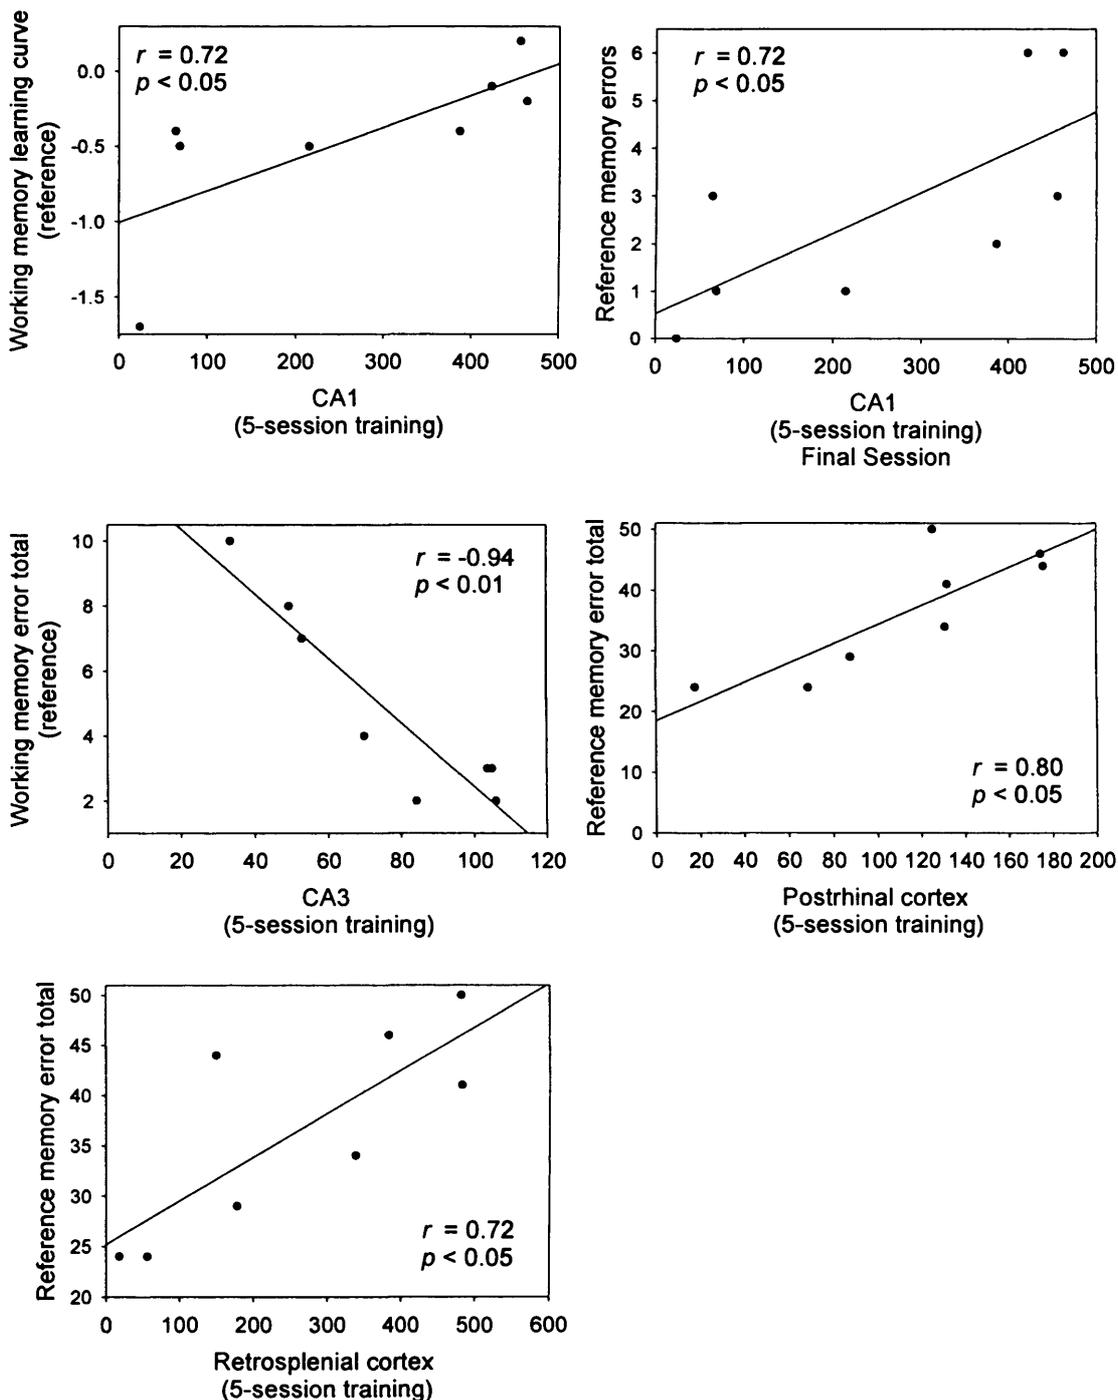 Working memory learning curve
(reference)
0.0
-0.5
-1.0
-1.5
r = 0.72
p < 0.05
0 100 200 300 400 500
CA1
(5-session training)
Reference memory errors
6
5
4
3
2
1
0
r = 0.72
p < 0.05
0 100 200 300 400 500
CA1
(5-session training)
Final Session
Working memory error total
(reference)
10
8
6
4
2
r = -0.94
p < 0.01
0 20 40 60 80 100 120
CA3
(5-session training)
Reference memory error total
50
40
30
20
10
0
r = 0.80
p < 0.05
0 20 40 60 80 100 120 140 160 180 200
Postrhinal cortex
(5-session training)
Reference memory error total
50
45
40
35
30
25
20
r = 0.72
p < 0.05
0 100 200 300 400 500 600
Retrosplenial cortex
(5-session training)